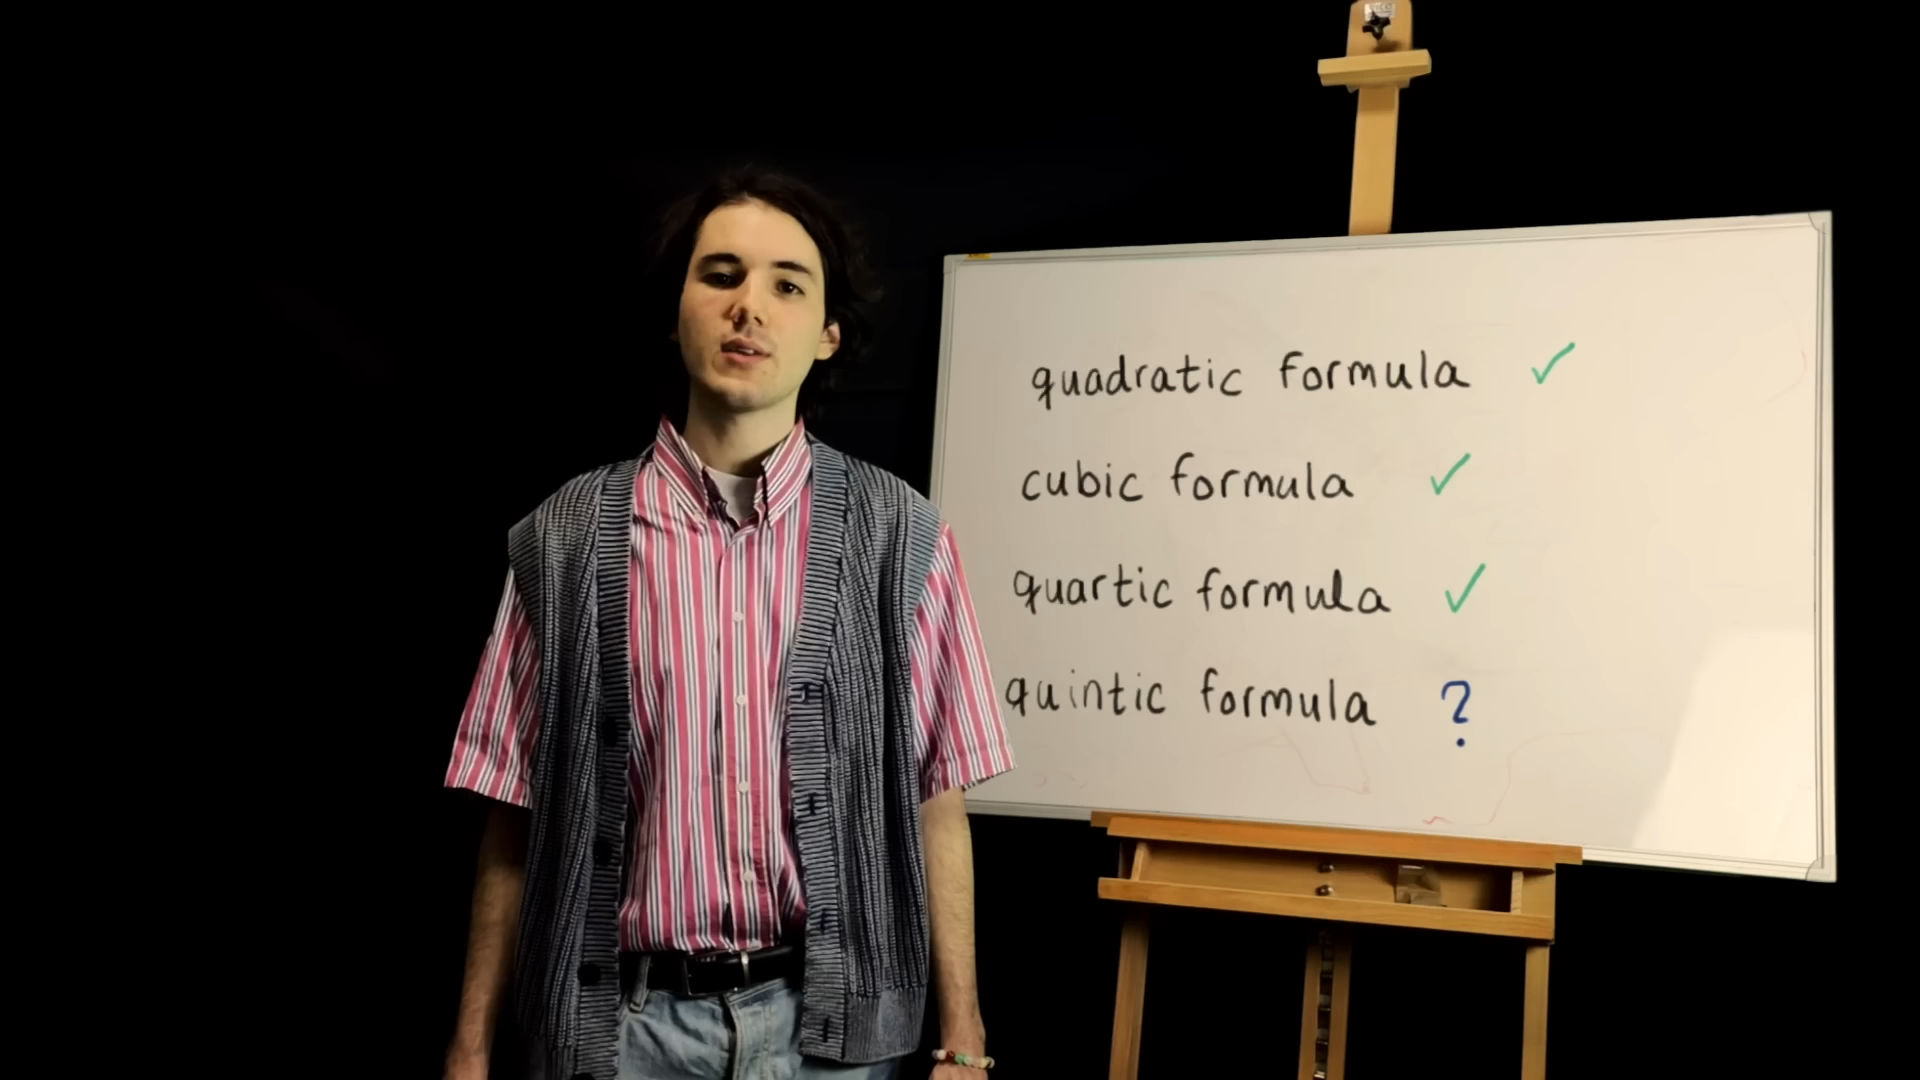 quadratic formula ✓
cubic formula ✓
quartic formula ✓
quintic formula ?